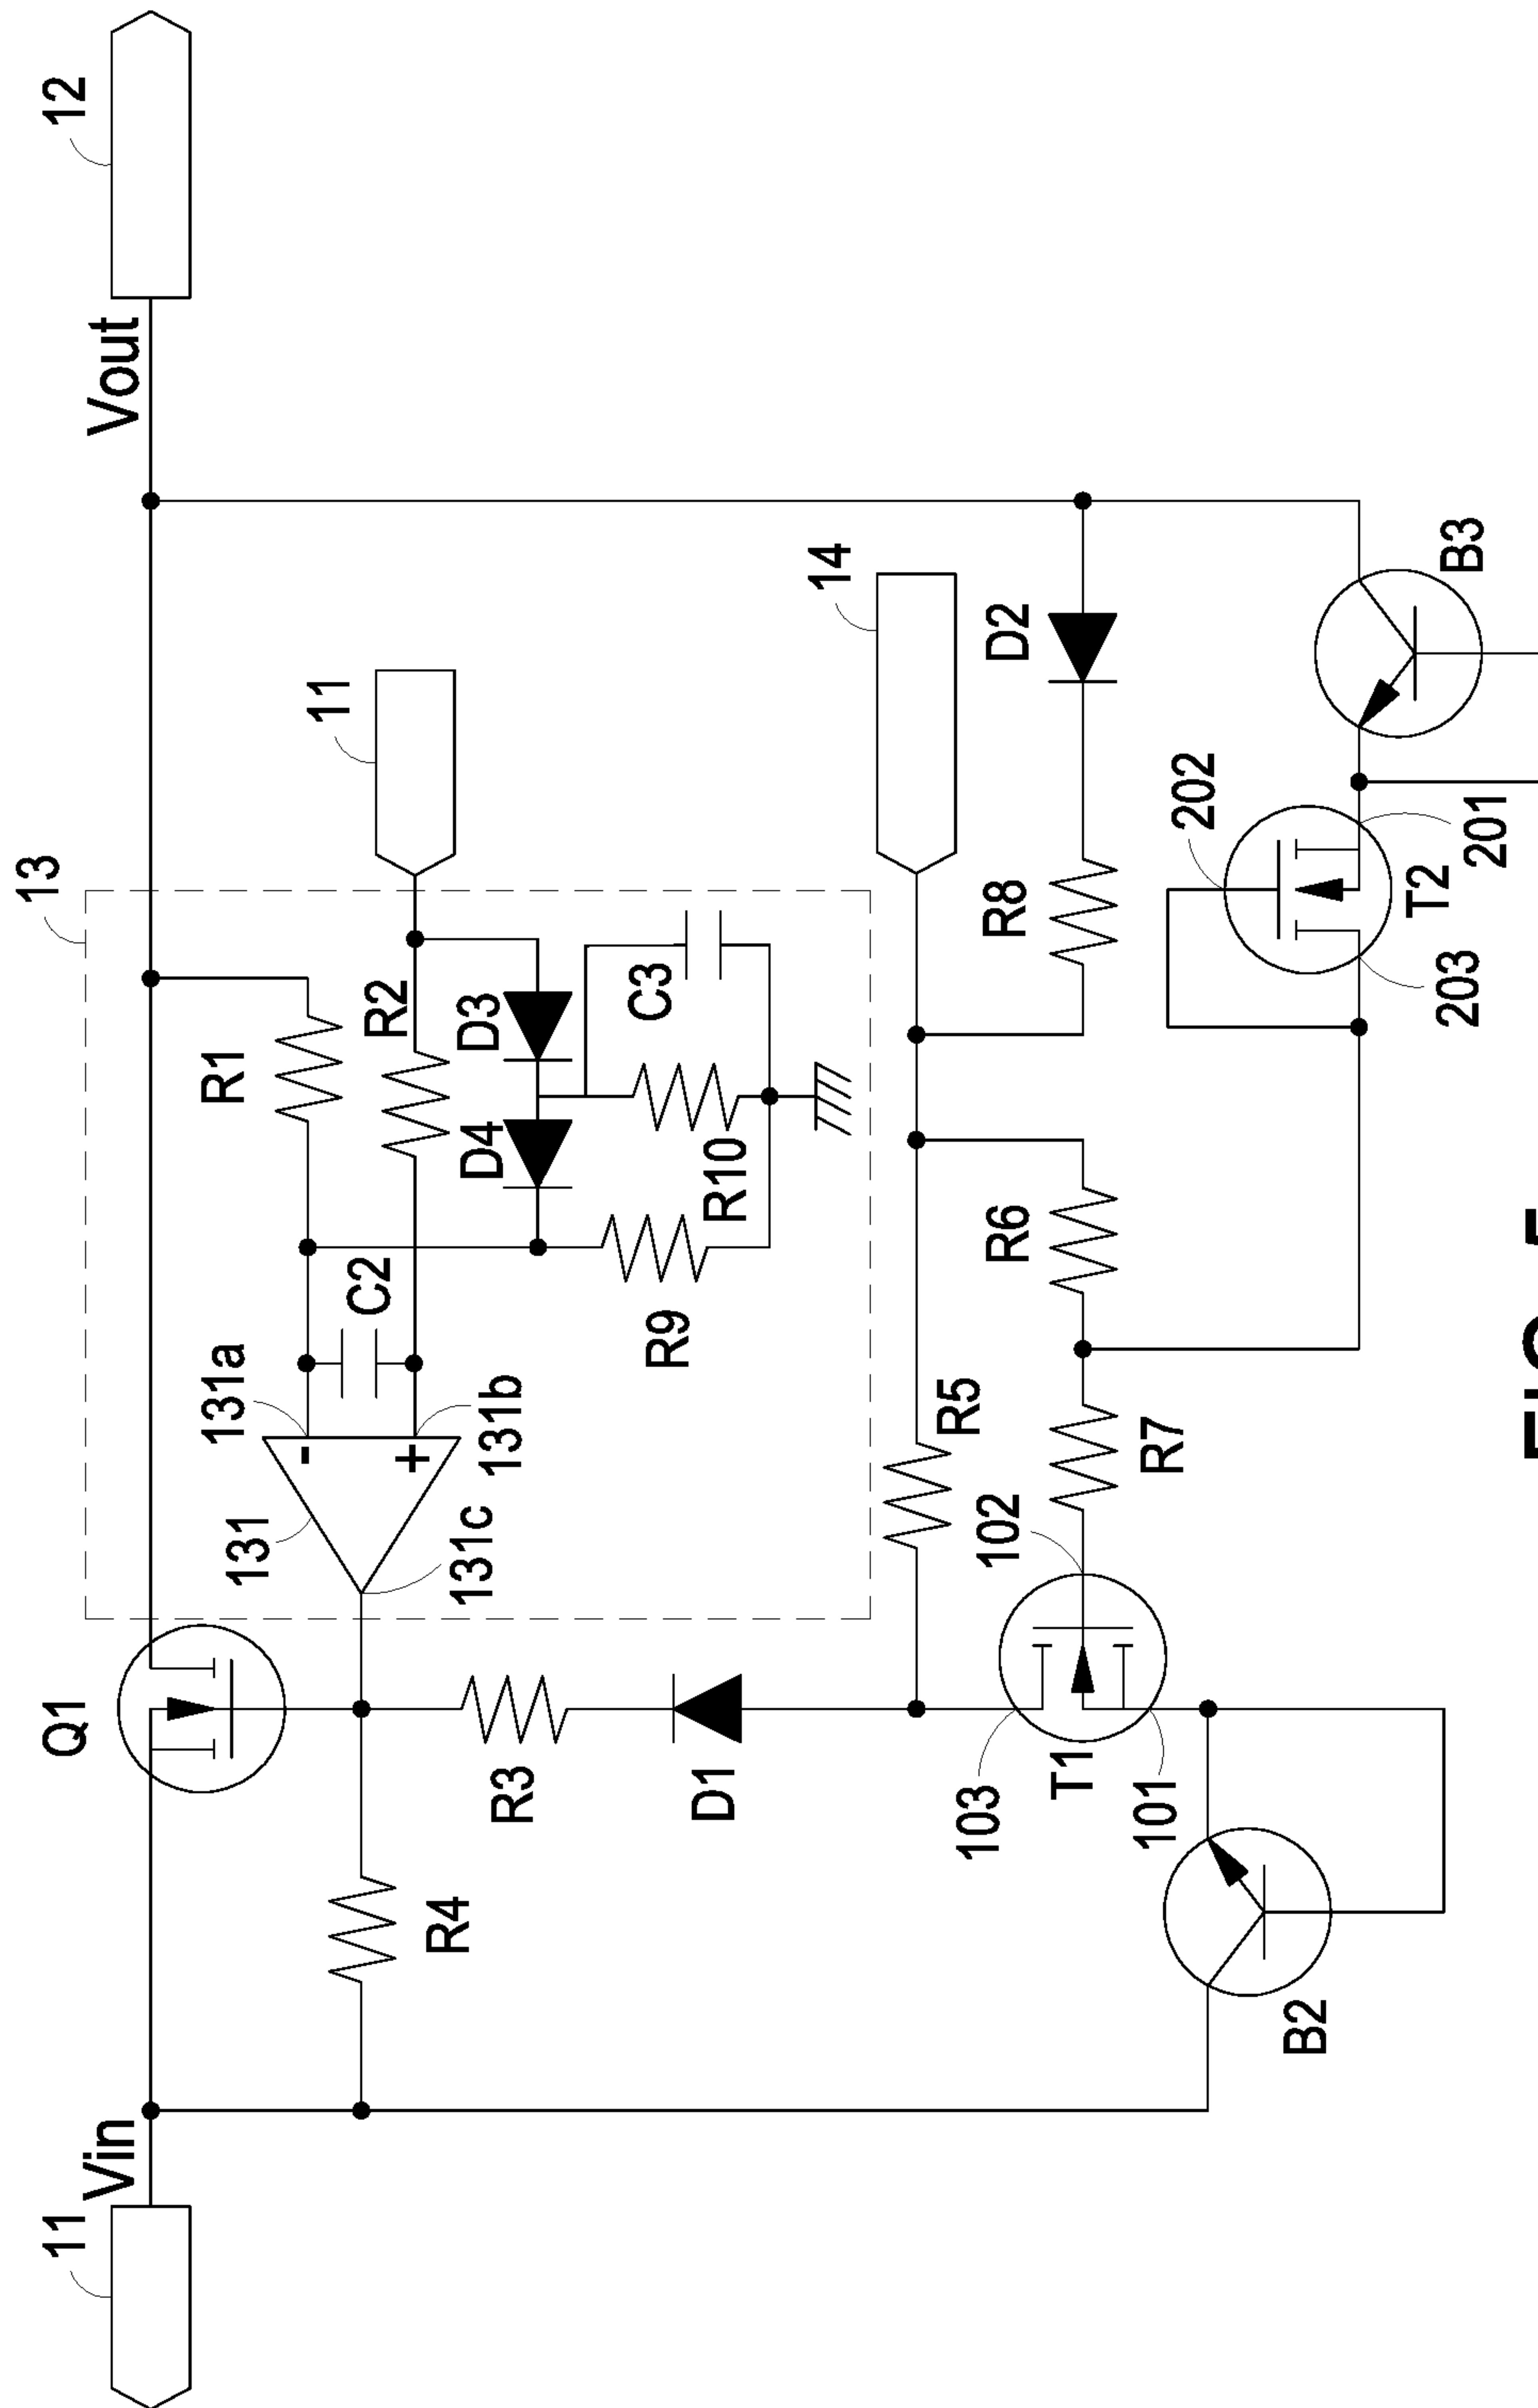 12
Vout
13
11
14
R1
R2
D3
C3
D4
R10
R9
C2
131a
131b
131
131c
Q1
R3
D1
R4
Vin
11
D2
R8
R6
R5
R7
102
103
T1
101
B2
202
T2
201
203
B3